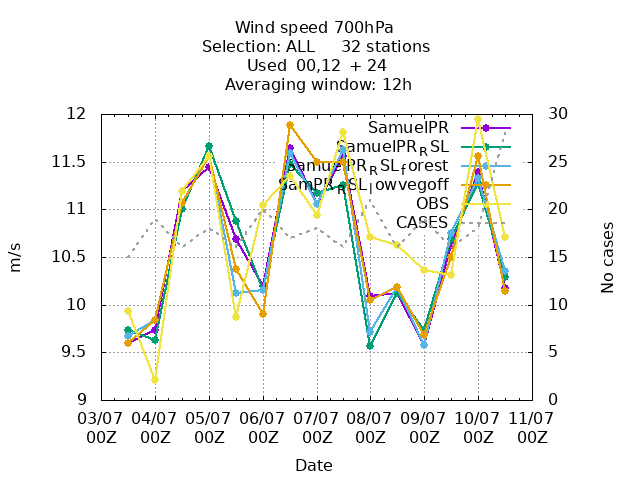 Wind speed 700hPa
Selection: ALL 32 stations
Used 00,12 + 24
Averaging window: 12h
12 30
SamuelPR
SamuelPR_RSL
11.5 25
SamuelPR_RSL_forest
SamPR_RSL_lowvegoff
11 20
OBS
CASES
10.5 15
m/s
No cases
10 10
9.5 5
9 0
03/07 04/07 05/07 06/07 07/07 08/07 09/07 10/07 11/07
00Z 00Z 00Z 00Z 00Z 00Z 00Z 00Z 00Z
Date